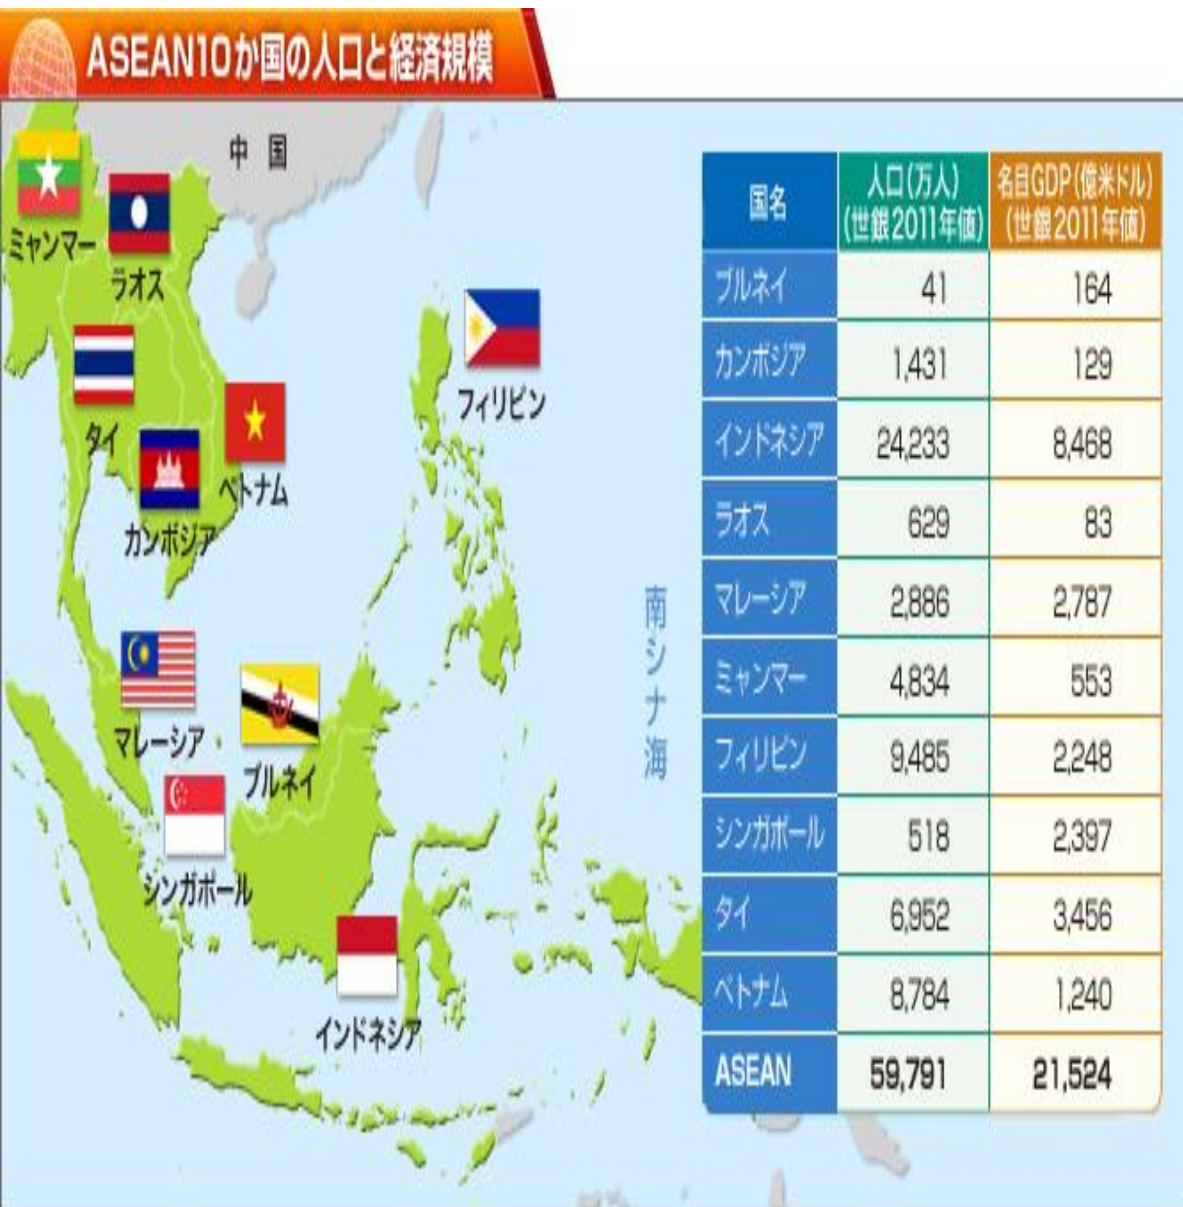 ASEAN10か国の人口と経済規模
中国
ミャンマー
ラオス
タイ
カンボジア
ベトナム
フィリピン
マレーシア
ブルネイ
シンガポール
インドネシア
南シナ海
国名 人口(万人)(世銀2011年値) 名目GDP(億米ドル)(世銀2011年値)
ブルネイ 41 164
カンボジア 1,431 129
インドネシア 24,233 8,468
ラオス 629 83
マレーシア 2,886 2,787
ミャンマー 4,834 553
フィリピン 9,485 2,248
シンガポール 518 2,397
タイ 6,952 3,456
ベトナム 8,784 1,240
ASEAN 59,791 21,524